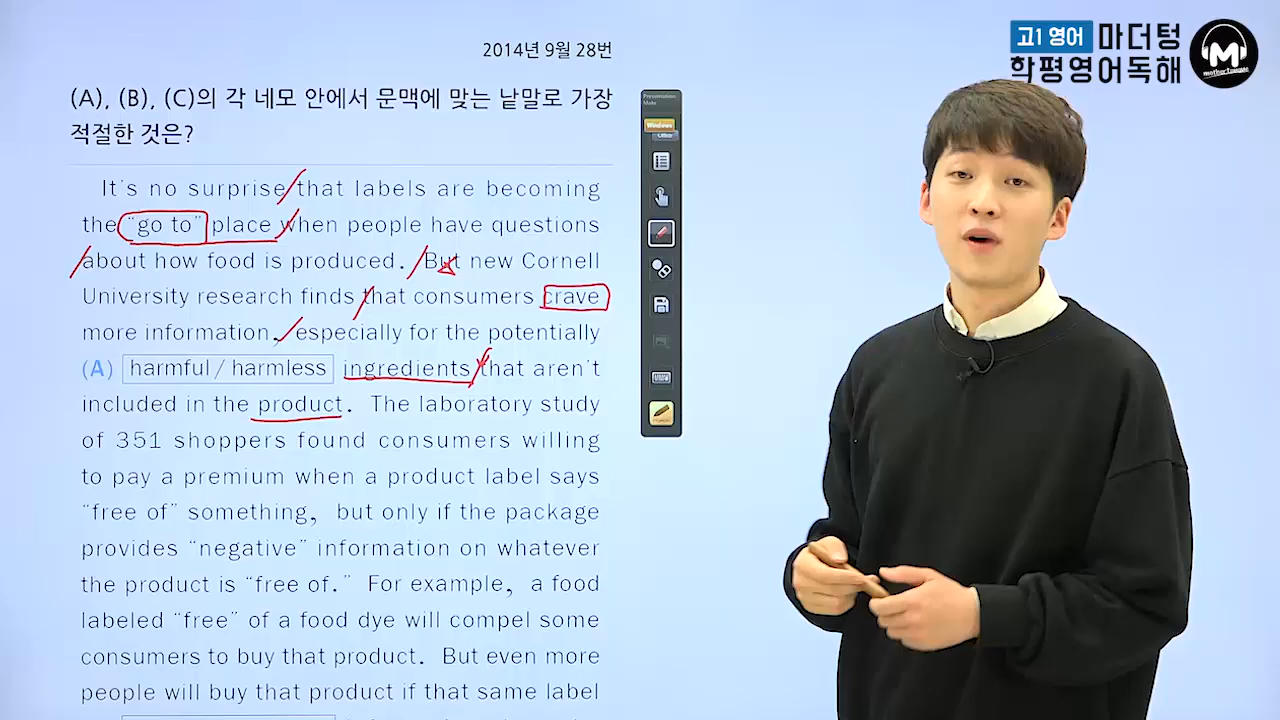 고1 영어 마더텅
학평영어독해
2014년 9월 28번
(A), (B), (C)의 각 네모 안에서 문맥에 맞는 낱말로 가장
적절한 것은?
It's no surprise that labels are becoming
the "go to" place when people have questions
about how food is produced. But new Cornell
University research finds that consumers crave
more information, especially for the potentially
(A) harmful / harmless ingredients that aren't
included in the product. The laboratory study
of 351 shoppers found consumers willing
to pay a premium when a product label says
"free of" something, but only if the package
provides "negative" information on whatever
the product is "free of." For example, a food
labeled "free" of a food dye will compel some
consumers to buy that product. But even more
people will buy that product if that same label
Windows